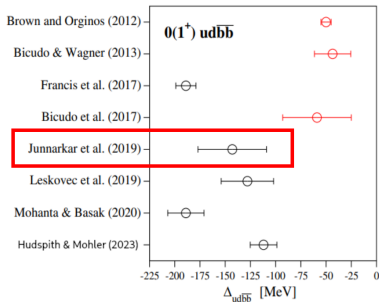 Brown and Orginos (2012)
0(1⁺) udb̅b̅
Bicudo & Wagner (2013)
Francis et al. (2017)
Bicudo et al. (2017)
Junnarkar et al. (2019)
Leskovec et al. (2019)
Mohanta & Basak (2020)
Hudspith & Mohler (2023)
-225 -200 -175 -150 -125 -100 -75 -50 -25 0
Δudb̅b̅ [MeV]